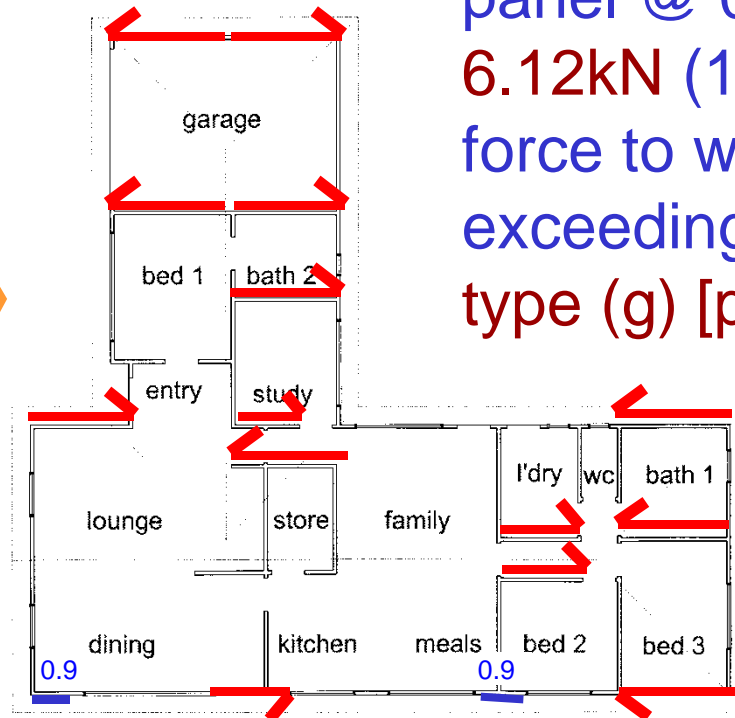 panel @
6.12kN (1
force to w
exceeding
type (g) [p
garage
bed 1
bath 2
entry
study
l'dry
wc
bath 1
lounge
store
family
dining
kitchen
meals
bed 2
bed 3
0.9
0.9